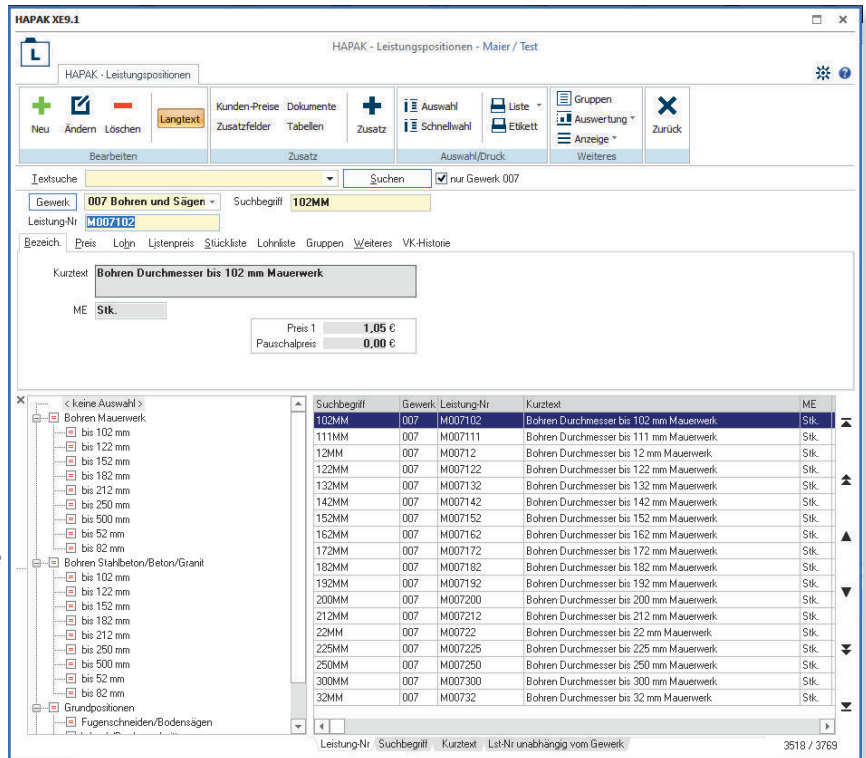 HAPAK XE9.1
HAPAK - Leistungspositionen - Maier / Test
L
HAPAK - Leistungspositionen
Neu Ändern Löschen Langtext
Bearbeiten
Kunden-Preise Dokumente
Zusatzfelder Tabellen Zusatz
Zusatz
Auswahl Liste
Schnellwahl Etikett
Auswahl/Druck
Gruppen
Auswertung
Anzeige
Weiteres
Zurück
Textsuche Suchen nur Gewerk 007
Gewerk 007 Bohren und Sägen Suchbegriff 102MM
Leistung-Nr M007102
Bezeich. Preis Lohn Listenpreis Stückliste Lohnliste Gruppen Weiteres VK-Historie
Kurztext Bohren Durchmesser bis 102 mm Mauerwerk
ME Stk.
Preis 1 1,05 €
Pauschalpreis 0,00 €
< keine Auswahl >
Bohren Mauerwerk
bis 102 mm
bis 122 mm
bis 152 mm
bis 182 mm
bis 212 mm
bis 250 mm
bis 500 mm
bis 52 mm
bis 82 mm
Bohren Stahlbeton/Beton/Granit
bis 102 mm
bis 122 mm
bis 152 mm
bis 182 mm
bis 212 mm
bis 250 mm
bis 500 mm
bis 52 mm
bis 82 mm
Grundpositionen
Fugenschneiden/Bodensägen
Suchbegriff Gewerk Leistung-Nr Kurztext ME
102MM 007 M007102 Bohren Durchmesser bis 102 mm Mauerwerk Stk.
111MM 007 M007111 Bohren Durchmesser bis 111 mm Mauerwerk Stk.
12MM 007 M00712 Bohren Durchmesser bis 12 mm Mauerwerk Stk.
122MM 007 M007122 Bohren Durchmesser bis 122 mm Mauerwerk Stk.
132MM 007 M007132 Bohren Durchmesser bis 132 mm Mauerwerk Stk.
142MM 007 M007142 Bohren Durchmesser bis 142 mm Mauerwerk Stk.
152MM 007 M007152 Bohren Durchmesser bis 152 mm Mauerwerk Stk.
162MM 007 M007162 Bohren Durchmesser bis 162 mm Mauerwerk Stk.
172MM 007 M007172 Bohren Durchmesser bis 172 mm Mauerwerk Stk.
182MM 007 M007182 Bohren Durchmesser bis 182 mm Mauerwerk Stk.
192MM 007 M007192 Bohren Durchmesser bis 192 mm Mauerwerk Stk.
200MM 007 M007200 Bohren Durchmesser bis 200 mm Mauerwerk Stk.
212MM 007 M007212 Bohren Durchmesser bis 212 mm Mauerwerk Stk.
22MM 007 M00722 Bohren Durchmesser bis 22 mm Mauerwerk Stk.
225MM 007 M007225 Bohren Durchmesser bis 225 mm Mauerwerk Stk.
250MM 007 M007250 Bohren Durchmesser bis 250 mm Mauerwerk Stk.
300MM 007 M007300 Bohren Durchmesser bis 300 mm Mauerwerk Stk.
32MM 007 M00732 Bohren Durchmesser bis 32 mm Mauerwerk Stk.
Leistung-Nr Suchbegriff Kurztext Lst-Nr unabhängig vom Gewerk 3518 / 3769